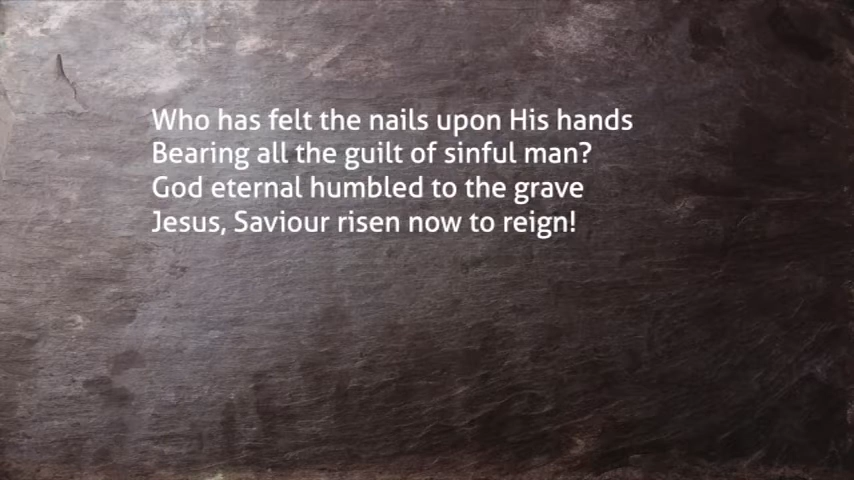 Who has felt the nails upon His hands
Bearing all the guilt of sinful man?
God eternal humbled to the grave
Jesus, Saviour risen now to reign!